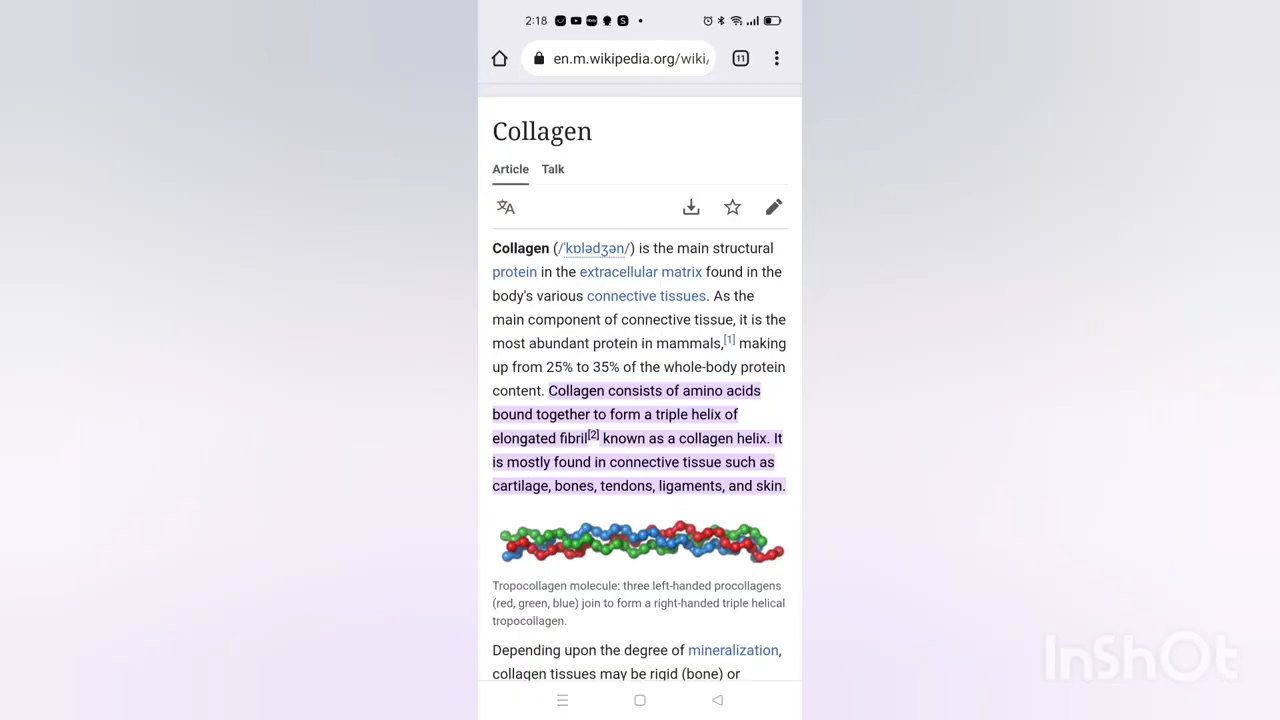 2:18
en.m.wikipedia.org/wiki/
11
Collagen
Article Talk
Collagen (/ˈkɒlədʒən/) is the main structural
protein in the extracellular matrix found in the
body's various connective tissues. As the
main component of connective tissue, it is the
most abundant protein in mammals,[1] making
up from 25% to 35% of the whole-body protein
content. Collagen consists of amino acids
bound together to form a triple helix of
elongated fibril[2] known as a collagen helix. It
is mostly found in connective tissue such as
cartilage, bones, tendons, ligaments, and skin.
Tropocollagen molecule: three left-handed procollagens
(red, green, blue) join to form a right-handed triple helical
tropocollagen.
Depending upon the degree of mineralization,
collagen tissues may be rigid (bone) or
InShOt